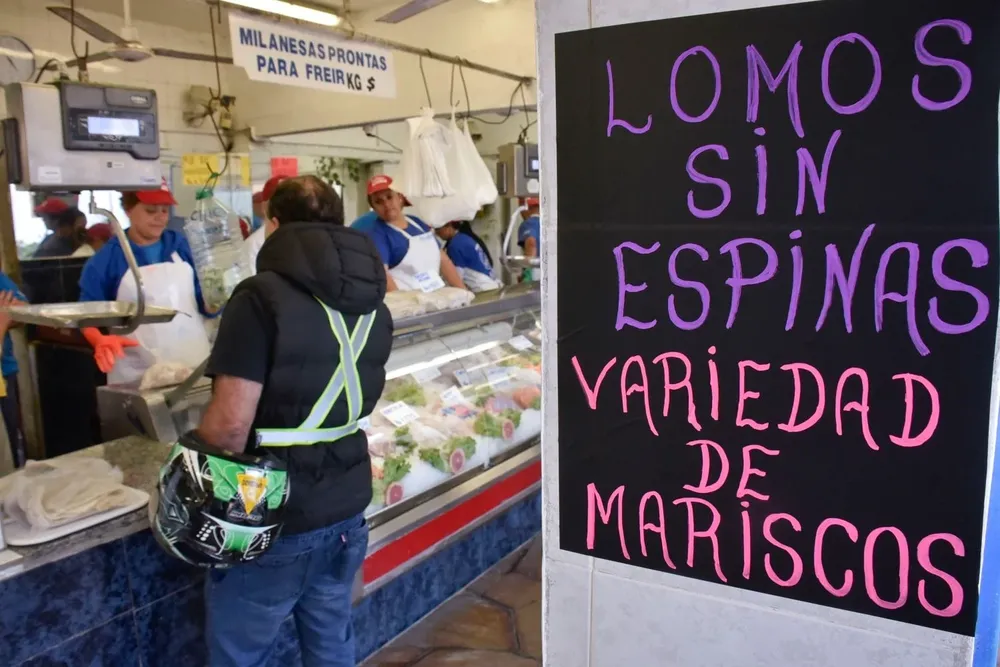 MILANESAS PRONTAS
PARA FREIR KG $
LOMOS
SIN
ESPINAS
VARIEDAD
DE
MARISCOS